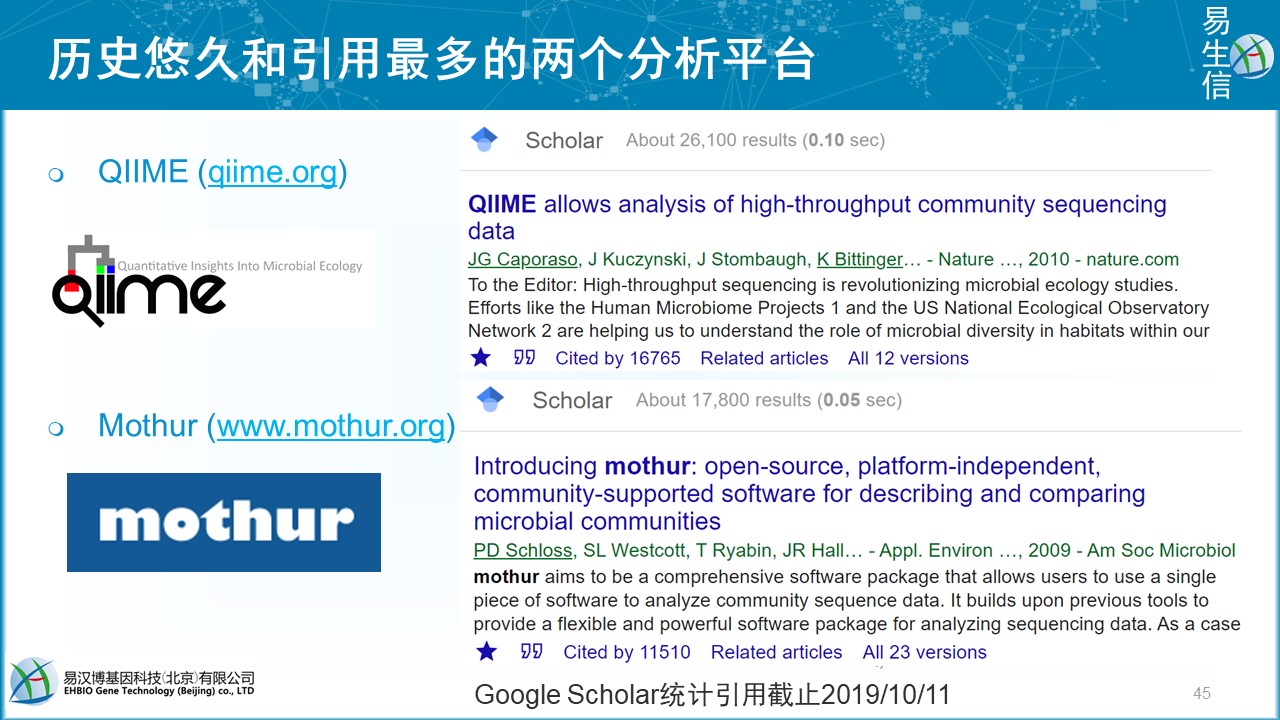 历史悠久和引用最多的两个分析平台
易生信
QIIME (qiime.org)
Quantitative Insights Into Microbial Ecology
qiime
Mothur (www.mothur.org)
mothur
Scholar About 26,100 results (0.10 sec)
QIIME allows analysis of high-throughput community sequencing
data
JG Caporaso, J Kuczynski, J Stombaugh, K Bittinger… - Nature …, 2010 - nature.com
To the Editor: High-throughput sequencing is revolutionizing microbial ecology studies.
Efforts like the Human Microbiome Projects 1 and the US National Ecological Observatory
Network 2 are helping us to understand the role of microbial diversity in habitats within our
Cited by 16765 Related articles All 12 versions
Scholar About 17,800 results (0.05 sec)
Introducing mothur: open-source, platform-independent,
community-supported software for describing and comparing
microbial communities
PD Schloss, SL Westcott, T Ryabin, JR Hall… - Appl. Environ …, 2009 - Am Soc Microbiol
mothur aims to be a comprehensive software package that allows users to use a single
piece of software to analyze community sequence data. It builds upon previous tools to
provide a flexible and powerful software package for analyzing sequencing data. As a case
Cited by 11510 Related articles All 23 versions
Google Scholar统计引用截止2019/10/11
易汉博基因科技(北京)有限公司
EHBIO Gene Technology (Beijing) co., LTD
45